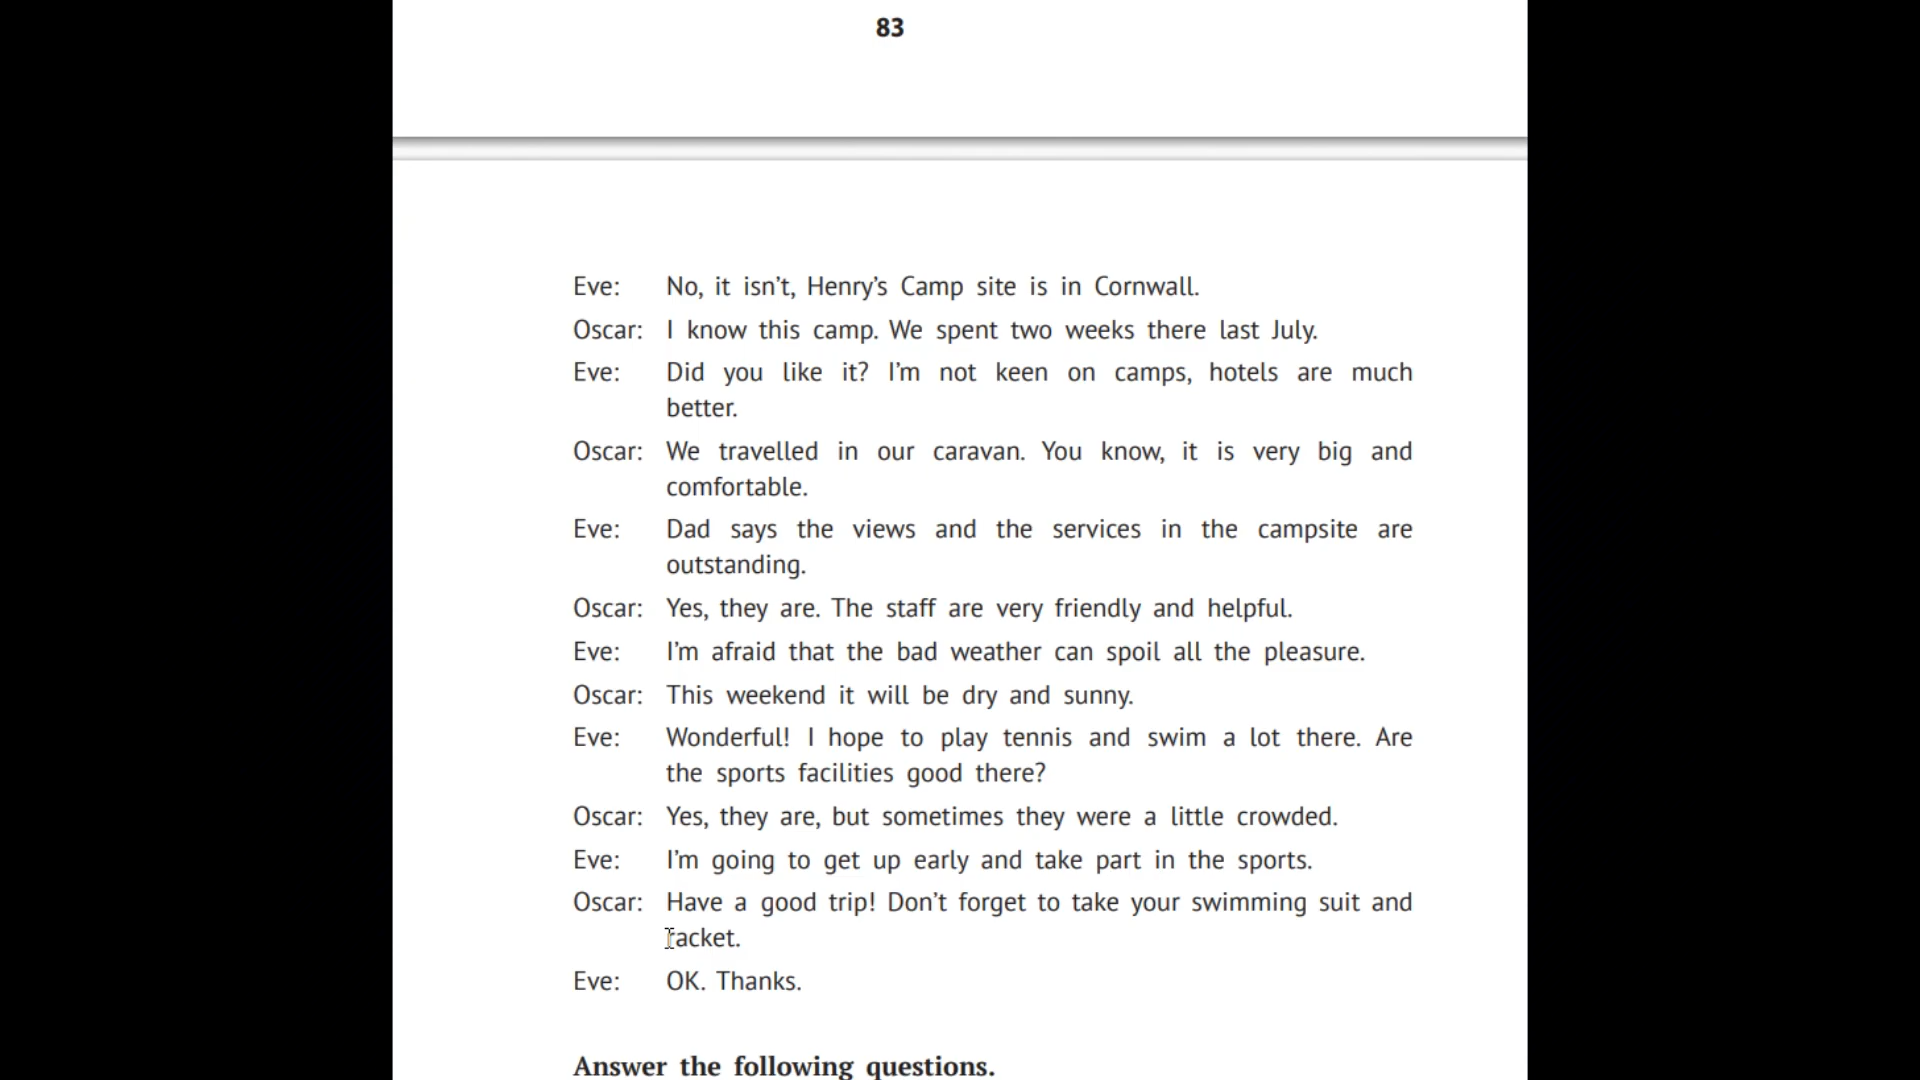 83
Eve: No, it isn’t, Henry’s Camp site is in Cornwall.
Oscar: I know this camp. We spent two weeks there last July.
Eve: Did you like it? I’m not keen on camps, hotels are much
better.
Oscar: We travelled in our caravan. You know, it is very big and
comfortable.
Eve: Dad says the views and the services in the campsite are
outstanding.
Oscar: Yes, they are. The staff are very friendly and helpful.
Eve: I’m afraid that the bad weather can spoil all the pleasure.
Oscar: This weekend it will be dry and sunny.
Eve: Wonderful! I hope to play tennis and swim a lot there. Are
the sports facilities good there?
Oscar: Yes, they are, but sometimes they were a little crowded.
Eve: I’m going to get up early and take part in the sports.
Oscar: Have a good trip! Don’t forget to take your swimming suit and
racket.
Eve: OK. Thanks.
Answer the following questions.